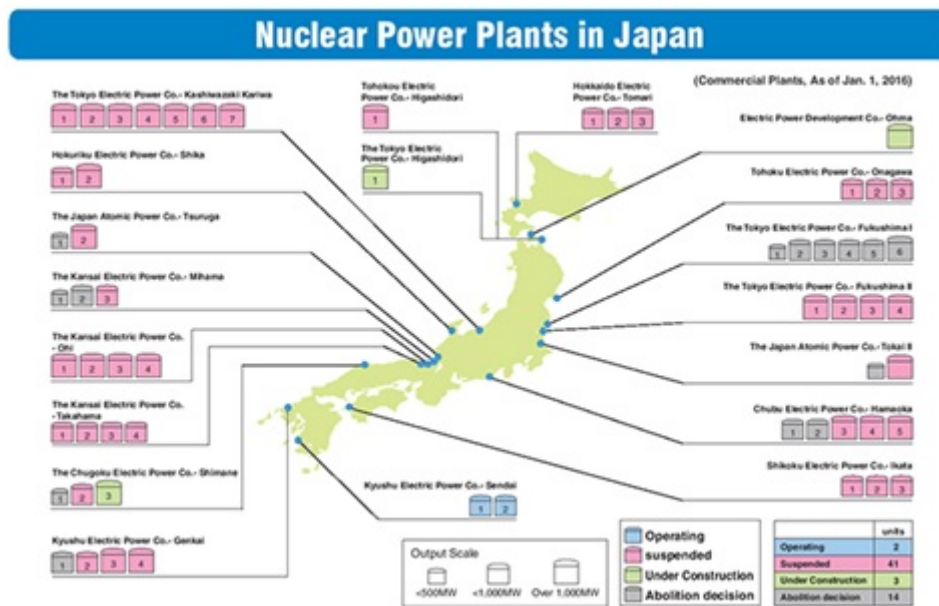 Nuclear Power Plants in Japan
(Commercial Plants, As of Jan. 1, 2016)
The Tokyo Electric Power Co.- Kashiwazaki Kariwa
1 2 3 4 5 6 7
Hokuriku Electric Power Co.- Shika
1 2
The Japan Atomic Power Co.- Tsuruga
1 2
The Kansai Electric Power Co.- Mihama
1 2 3
The Kansai Electric Power Co.
- Ohi
1 2 3 4
The Kansai Electric Power Co.
- Takahama
1 2 3 4
The Chugoku Electric Power Co.- Shimane
1 2 3
Kyushu Electric Power Co.- Genkai
1 2 3 4
Tohokou Electric
Power Co.- Higashidori
1
The Tokyo Electric
Power Co.- Higashidori
1
Hokkaido Electric
Power Co.- Tomari
1 2 3
Electric Power Development Co.- Ohma
Tohoku Electric Power Co.- Onagawa
1 2 3
The Tokyo Electric Power Co.- Fukushima I
1 2 3 4 5 6
The Tokyo Electric Power Co.- Fukushima II
1 2 3 4
The Japan Atomic Power Co.- Tokai II
Chubu Electric Power Co.- Hamaoka
1 2 3 4 5
Shikoku Electric Power Co.- Ikata
1 2 3
Kyushu Electric Power Co.- Sendai
1 2
Output Scale
<500MW <1,000MW Over 1,000MW
Operating
suspended
Under Construction
Abolition decision
units
Operating 2
Suspended 41
Under Construction 3
Abolition decision 14